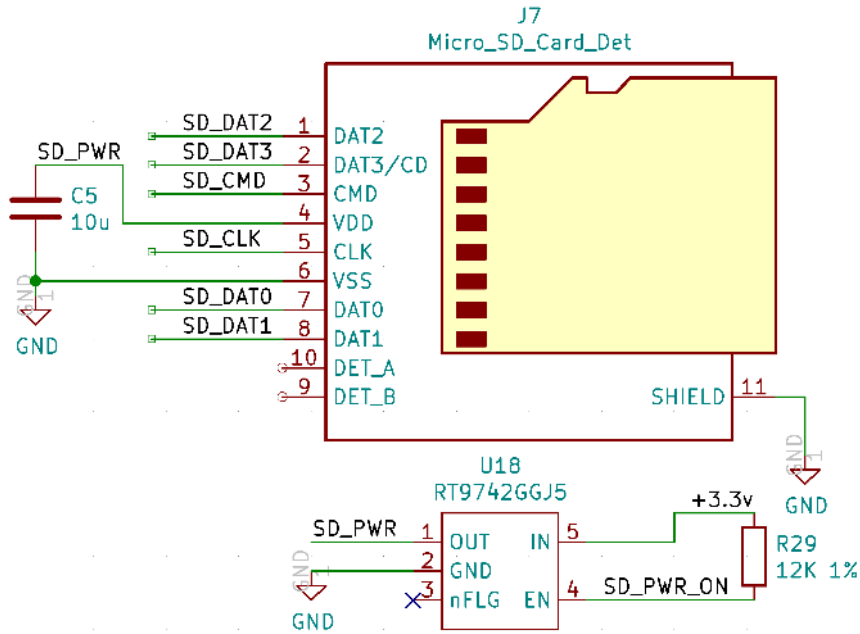 J7
Micro_SD_Card_Det
SD_DAT2 1 DAT2
SD_DAT3 2 DAT3/CD
SD_PWR
SD_CMD 3 CMD
C5
10u
4 VDD
SD_CLK 5 CLK
6 VSS
GND 1
GND
SD_DAT0 7 DAT0
SD_DAT1 8 DAT1
10 DET_A
9 DET_B
SHIELD 11
GND 1
GND
U18
RT9742GGJ5
+3.3v
SD_PWR 1 OUT IN 5
R29
12K 1%
2 GND
GND 1
GND
3 nFLG EN 4 SD_PWR_ON